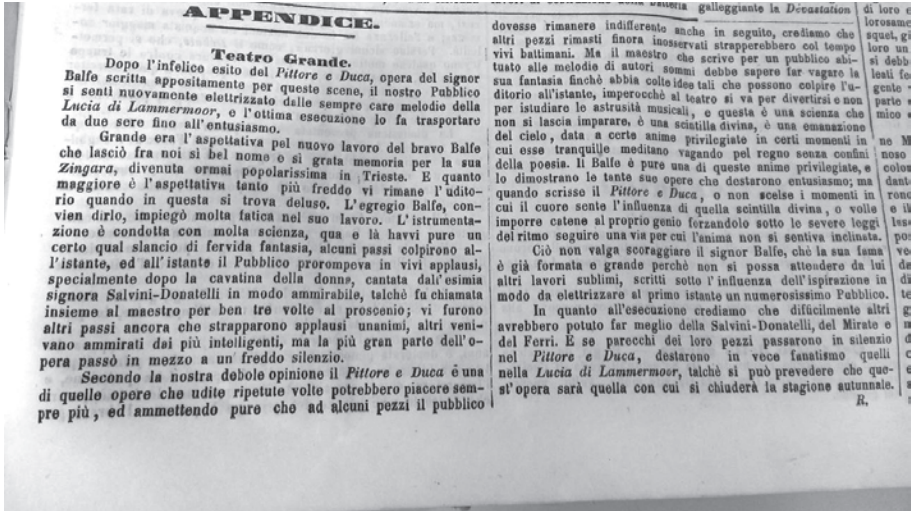 APPENDICE.
Teatro Grande.
Dopo l'infelice esito del Pittore e Duca, opera del signor
Balfe scritta appositamente per queste scene, il nostro Pubblico
si sentì nuovamente elettrizzato dalle sempre care melodie della
Lucia di Lammermoor, e l'ottima esecuzione lo fa trasportare
da due sere fino all'entusiasmo.
Grande era l'aspettativa pel nuovo lavoro del bravo Balfe
che lasciò fra noi sì bel nome e sì grata memoria per la sua
Zingara, divenuta ormai popolarissima in Trieste. E quanto
maggiore è l'aspettativa tanto più freddo vi rimane l'udito-
rio quando in questa si trova deluso. L'egregio Balfe, con-
vien dirlo, impiegò molta fatica nel suo lavoro. L'istrumenta-
zione è condotta con molta scienza, qua e là havvi pure un
certo qual slancio di fervida fantasia, alcuni passi colpirono al-
l'istante, ed all'istante il Pubblico prorompeva in vivi applausi,
specialmente dopo la cavatina della donna, cantata dall'esimia
signora Salvini-Donatelli in modo ammirabile, talchè fu chiamata
insieme al maestro per ben tre volte al proscenio; vi furono
altri passi ancora che strapparono applausi unanimi, altri veni-
vano ammirati dai più intelligenti, ma la più gran parte dell'o-
pera passò in mezzo a un freddo silenzio.
Secondo la nostra debole opinione il Pittore e Duca è una
di quelle opere che udite ripetute volte potrebbero piacere sem-
pre più, ed ammettendo pure che ad alcuni pezzi il pubblico
galleggiante la Dévastation
dovesse rimanere indifferente anche in seguito, crediamo che
altri pezzi rimasti finora inosservati strapperebbero col tempo
vivi battimani. Ma il maestro che scrive per un pubblico abi-
tuato alle melodie di autori sommi debbe sapere far vagare la
sua fantasia finchè abbia colte idee tali che possono colpire l'u-
ditorio all'istante, imperocchè al teatro si va per divertirsi e non
per istudiare le astrusità musicali, e questa è una scienza che
non si lascia imparare, è una scintilla divina, è una emanazione
del cielo, data a certe anime privilegiate in certi momenti in
cui esse tranquille meditano vagando pel regno senza confini
della poesia. Il Balfe è pure una di queste anime privilegiate, e
lo dimostrano le tante sue opere che destarono entusiasmo; ma
quando scrisse il Pittore e Duca, o non scelse i momenti in
cui il cuore sente l'influenza di quella scintilla divina, o volle
imporre catene al proprio genio forzandolo sotto le severe leggi
del ritmo seguire una via per cui l'anima non si sentiva inclinata.
Ciò non valga scoraggiare il signor Balfe, chè la sua fama
è già formata e grande perchè non si possa attendere da lui
altri lavori sublimi, scritti sotto l'influenza dell'ispirazione in
modo da elettrizzare al primo istante un numerosissimo Pubblico.
In quanto all'esecuzione crediamo che difficilmente altri
avrebbero potuto far meglio della Salvini-Donatelli, del Mirate e
del Ferri. E se parecchi dei loro pezzi passarono in silenzio
nel Pittore e Duca, destarono in vece fanatismo quelli
nella Lucia di Lammermoor, talchè si può prevedere che que-
st'opera sarà quella con cui si chiuderà la stagione autunnale.
R.